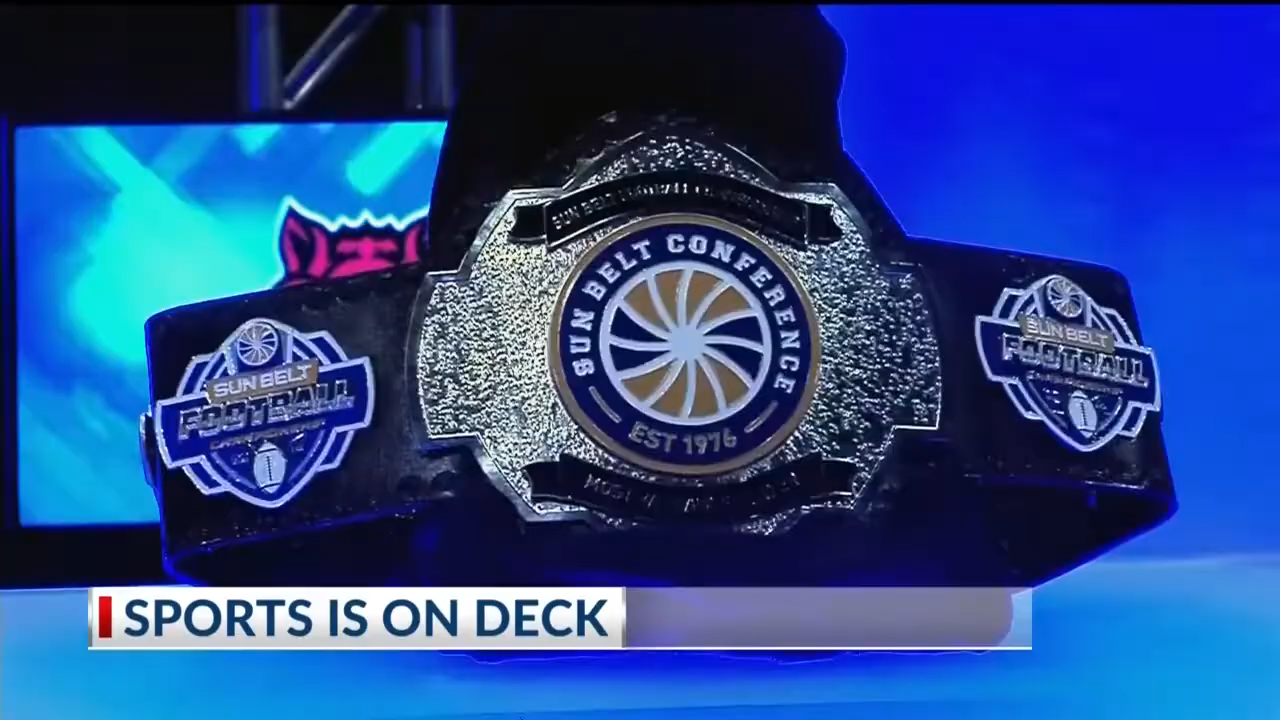 SUN BELT CONFERENCE
EST 1976
SUN BELT
FOOTBALL
SUN BELT
FOOTBALL
SPORTS IS ON DECK